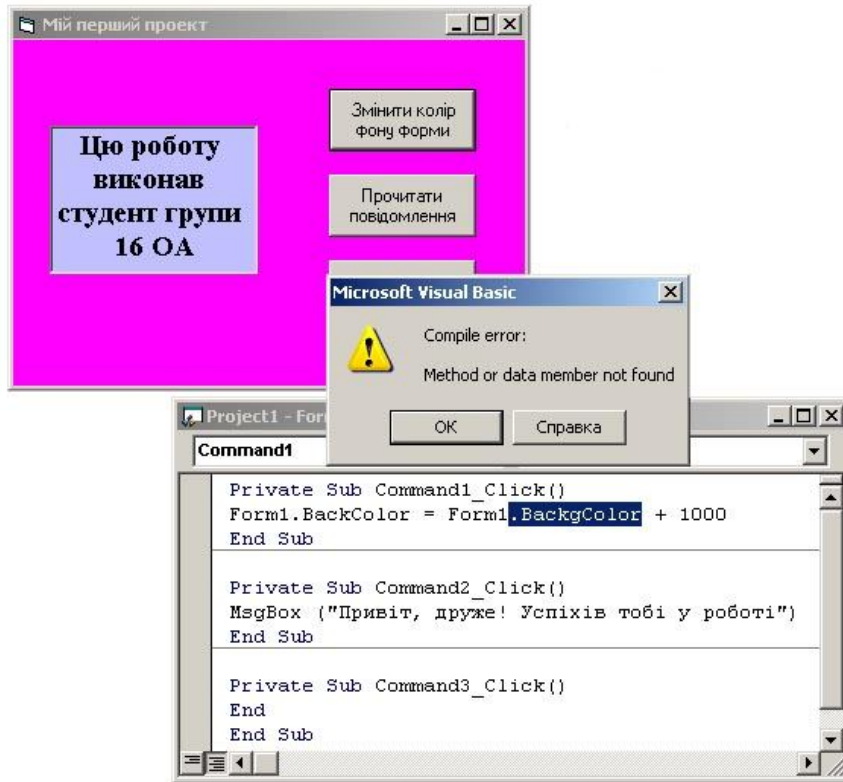 Мій перший проект
Цю роботу
виконав
студент групи
16 ОА
Змінити колір
фону форми
Прочитати
повідомлення
Microsoft Visual Basic
Compile error:
Method or data member not found
OK
Справка
Project1 - For
Command1
Private Sub Command1_Click()
Form1.BackColor = Form1.BackgColor + 1000
End Sub
Private Sub Command2_Click()
MsgBox ("Привіт, друже! Успіхів тобі у роботі")
End Sub
Private Sub Command3_Click()
End
End Sub